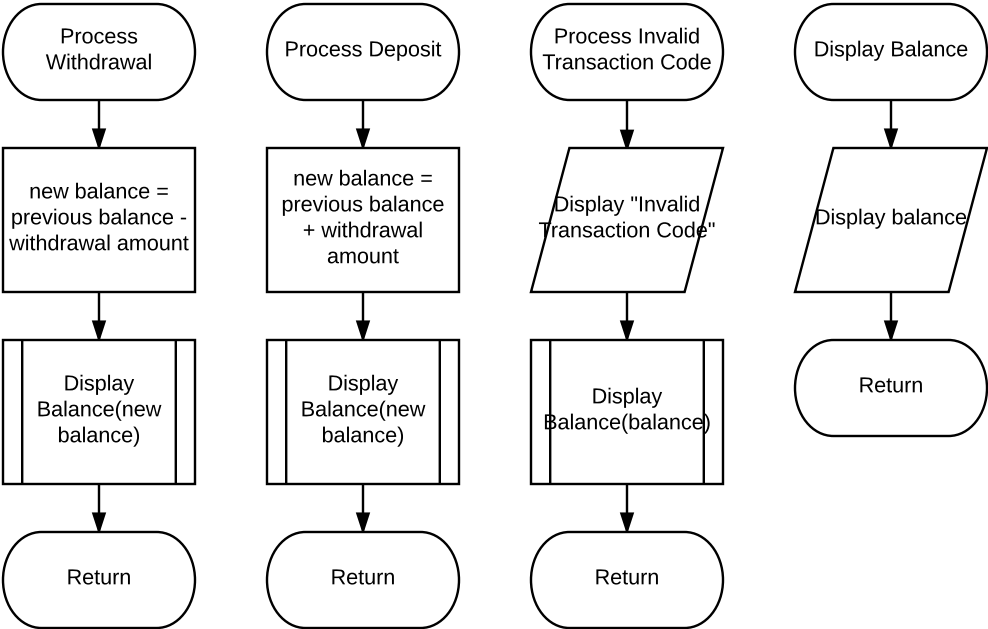 Process
Withdrawal
new balance =
previous balance -
withdrawal amount
Display
Balance(new
balance)
Return
Process Deposit
new balance =
previous balance
+ withdrawal
amount
Display
Balance(new
balance)
Return
Process Invalid
Transaction Code
Display "Invalid
Transaction Code"
Display
Balance(balance)
Return
Display Balance
Display balance
Return